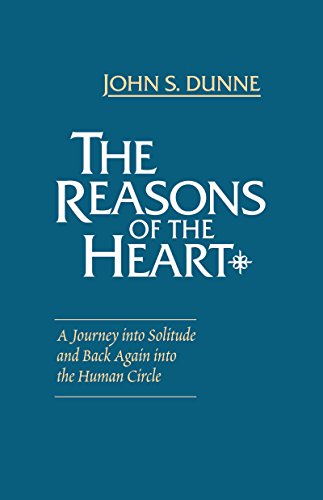 JOHN S. DUNNE
THE
REASONS
OF THE
HEART
A Journey into Solitude
and Back Again into
the Human Circle